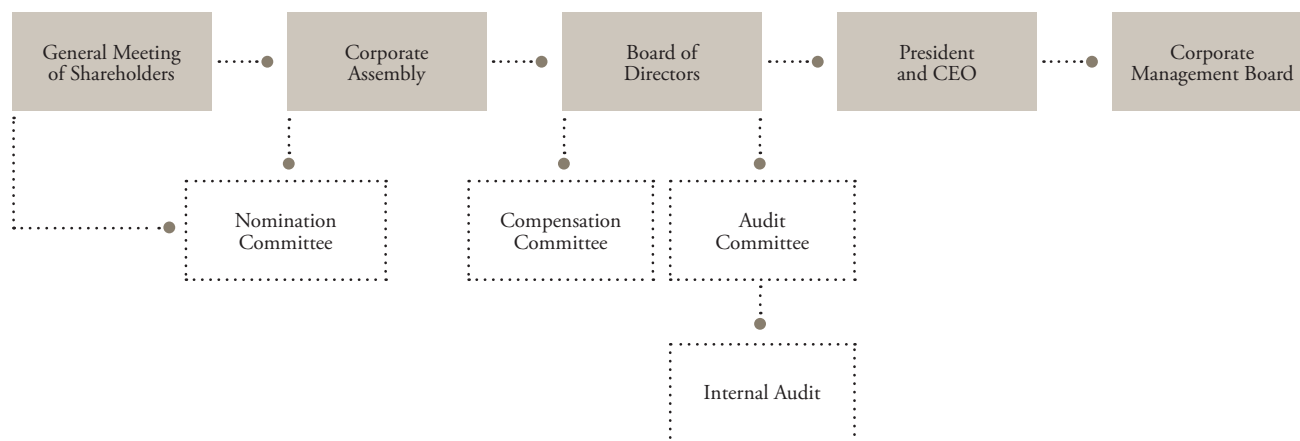 General Meeting
of Shareholders
Corporate
Assembly
Board of
Directors
President
and CEO
Corporate
Management Board
Nomination
Committee
Compensation
Committee
Audit
Committee
Internal Audit